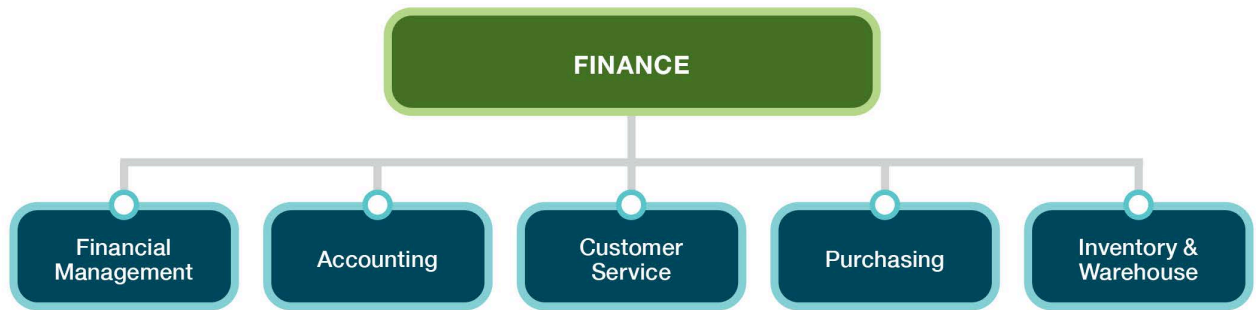 FINANCE
Financial
Management
Accounting
Customer
Service
Purchasing
Inventory &
Warehouse